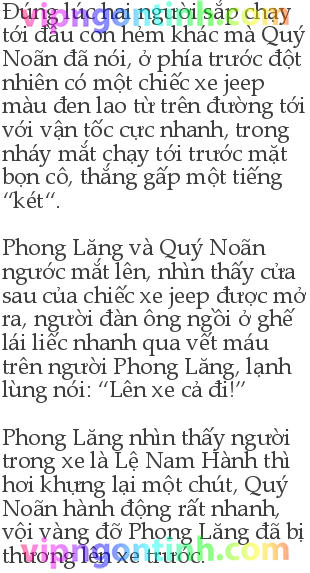 Đúng lúc hai người sắp chạy
tới đầu con hẻm khác mà Quý
Noãn đã nói, ở phía trước đột
nhiên có một chiếc xe jeep
màu đen lao từ trên đường tới
với vận tốc cực nhanh, trong
nháy mắt chạy tới trước mặt
bọn cô, thắng gấp một tiếng
“két“.
Phong Lăng và Quý Noãn
ngước mắt lên, nhìn thấy cửa
sau của chiếc xe jeep được mở
ra, người đàn ông ngồi ở ghế
lái liếc nhanh qua vết máu
trên người Phong Lăng, lạnh
lùng nói: “Lên xe cả đi!”
Phong Lăng nhìn thấy người
trong xe là Lệ Nam Hành thì
hơi khựng lại một chút, Quý
Noãn hành động rất nhanh,
vội vàng đỡ Phong Lăng đã bị
thương lên xe trước.
vipngontinh.com
vipngontinh.com